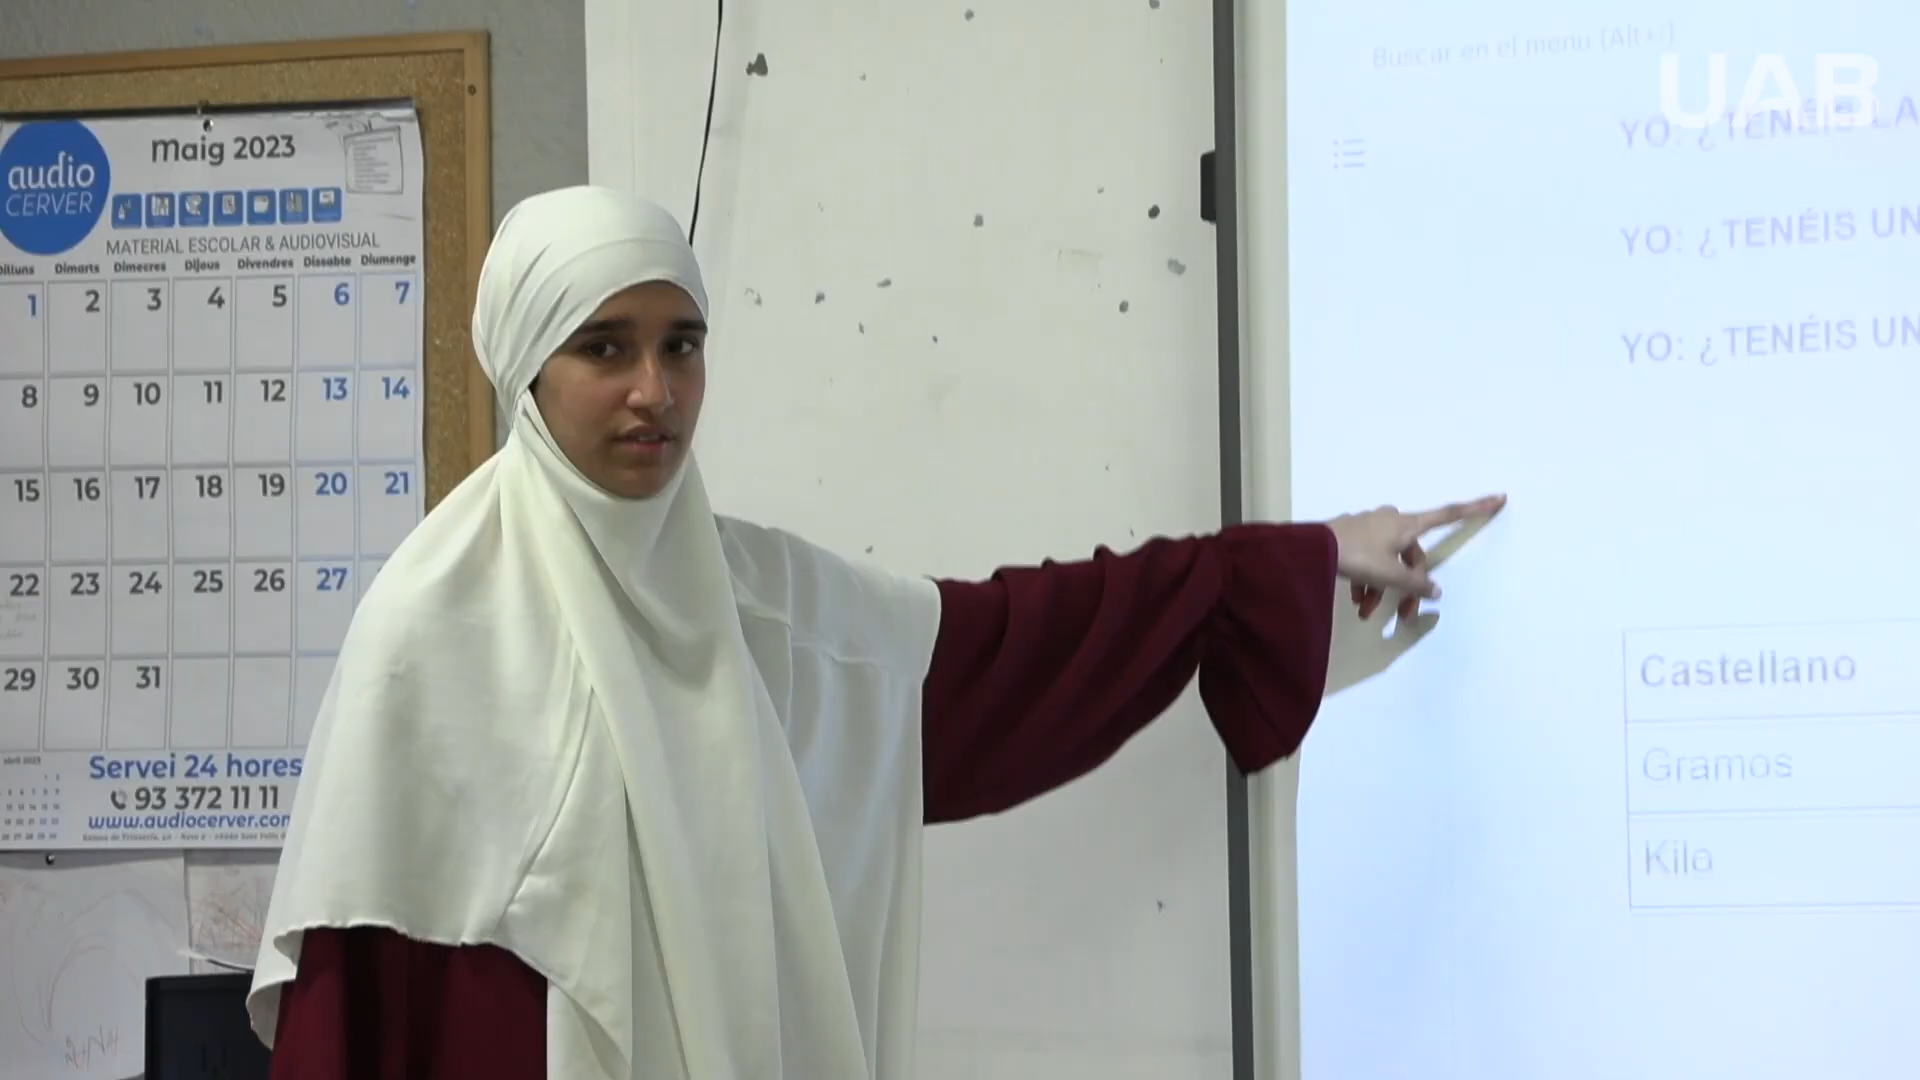 audio
CERVER
Maig 2023
MATERIAL ESCOLAR & AUDIOVISUAL
Dilluns Dimarts Dimecres Dijous Divendres Dissabte Diumenge
1 2 3 4 5 6 7
8 9 10 11 12 13 14
15 16 17 18 19 20 21
22 23 24 25 26 27
29 30 31
abril 2023
Servei 24 hores
93 372 11 11
www.audiocerver.com
Buscar en el menú (Alt+/)
UAB
YO: ¿TENÉIS LA
YO: ¿TENÉIS UN
YO: ¿TENÉIS UN
Castellano
Gramos
Kilo